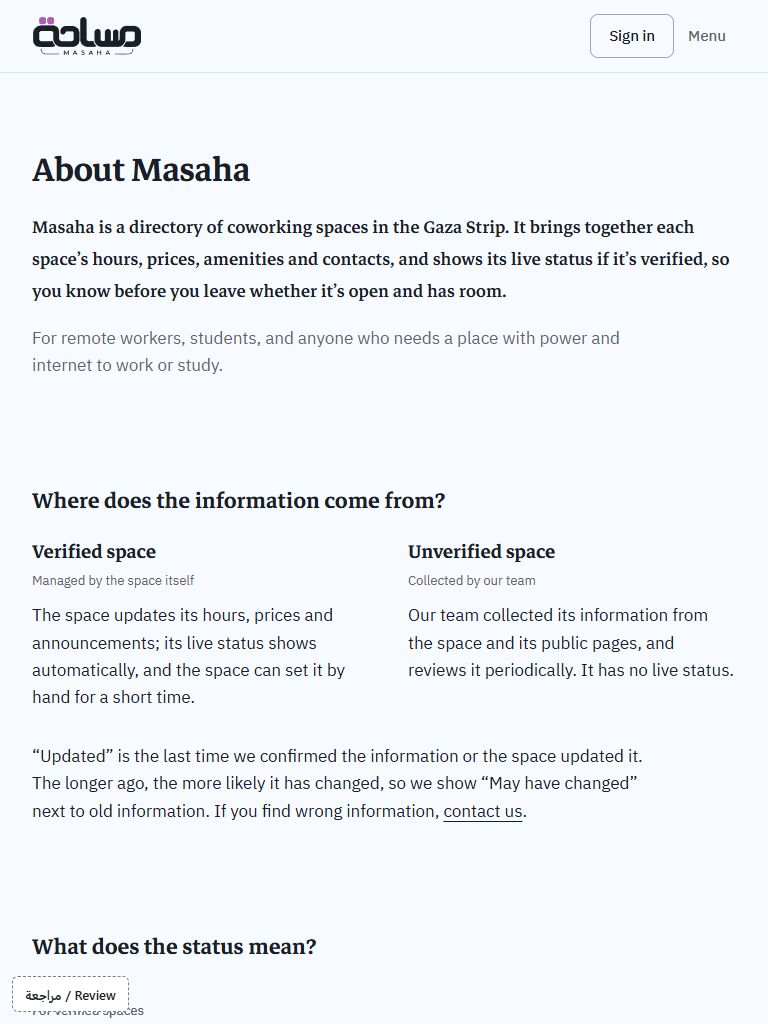 مساحة
MASAHA
Sign in
Menu
About Masaha
Masaha is a directory of coworking spaces in the Gaza Strip. It brings together each
space’s hours, prices, amenities and contacts, and shows its live status if it’s verified, so
you know before you leave whether it’s open and has room.
For remote workers, students, and anyone who needs a place with power and
internet to work or study.
Where does the information come from?
Verified space
Managed by the space itself
The space updates its hours, prices and
announcements; its live status shows
automatically, and the space can set it by
hand for a short time.
Unverified space
Collected by our team
Our team collected its information from
the space and its public pages, and
reviews it periodically. It has no live status.
“Updated” is the last time we confirmed the information or the space updated it.
The longer ago, the more likely it has changed, so we show “May have changed”
next to old information. If you find wrong information, contact us.
What does the status mean?
مراجعة / Review
For verified spaces